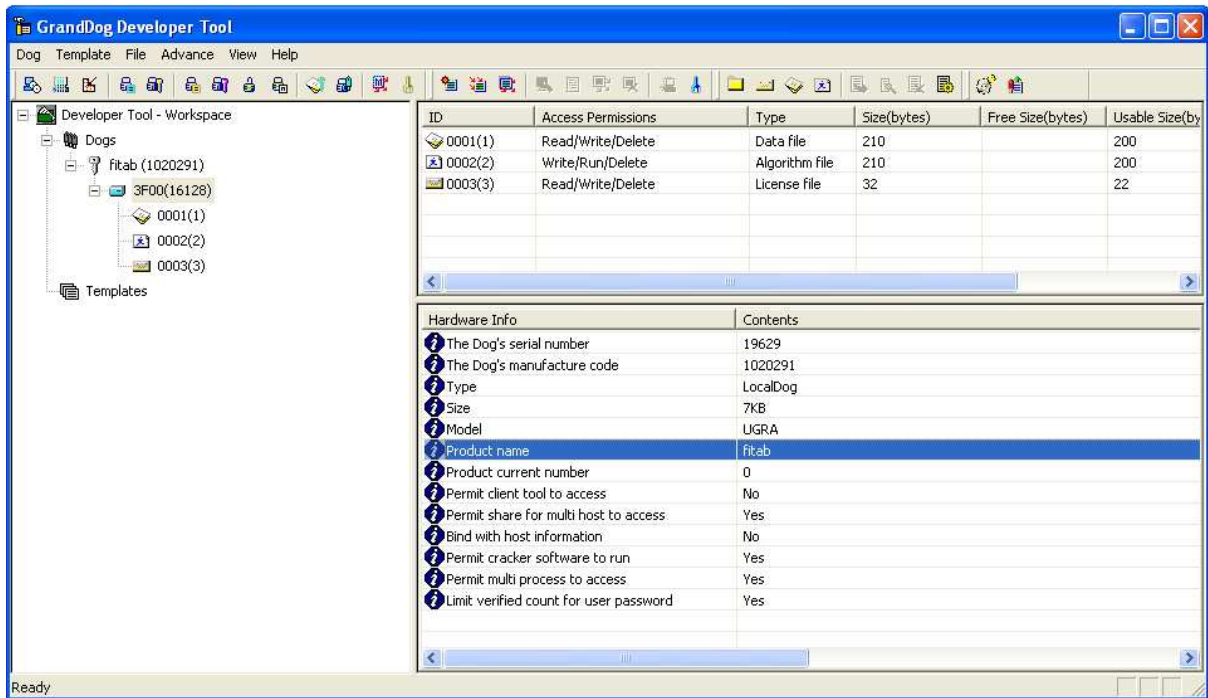 GrandDog Developer Tool
Dog Template File Advance View Help
Developer Tool - Workspace
Dogs
fitab (1020291)
3F00(16128)
0001(1)
0002(2)
0003(3)
Templates
ID Access Permissions Type Size(bytes) Free Size(bytes) Usable Size(by
0001(1) Read/Write/Delete Data file 210 200
0002(2) Write/Run/Delete Algorithm file 210 200
0003(3) Read/Write/Delete License file 32 22
Hardware Info Contents
The Dog's serial number 19629
The Dog's manufacture code 1020291
Type LocalDog
Size 7KB
Model UGRA
Product name fitab
Product current number 0
Permit client tool to access No
Permit share for multi host to access Yes
Bind with host information No
Permit cracker software to run Yes
Permit multi process to access Yes
Limit verified count for user password Yes
Ready